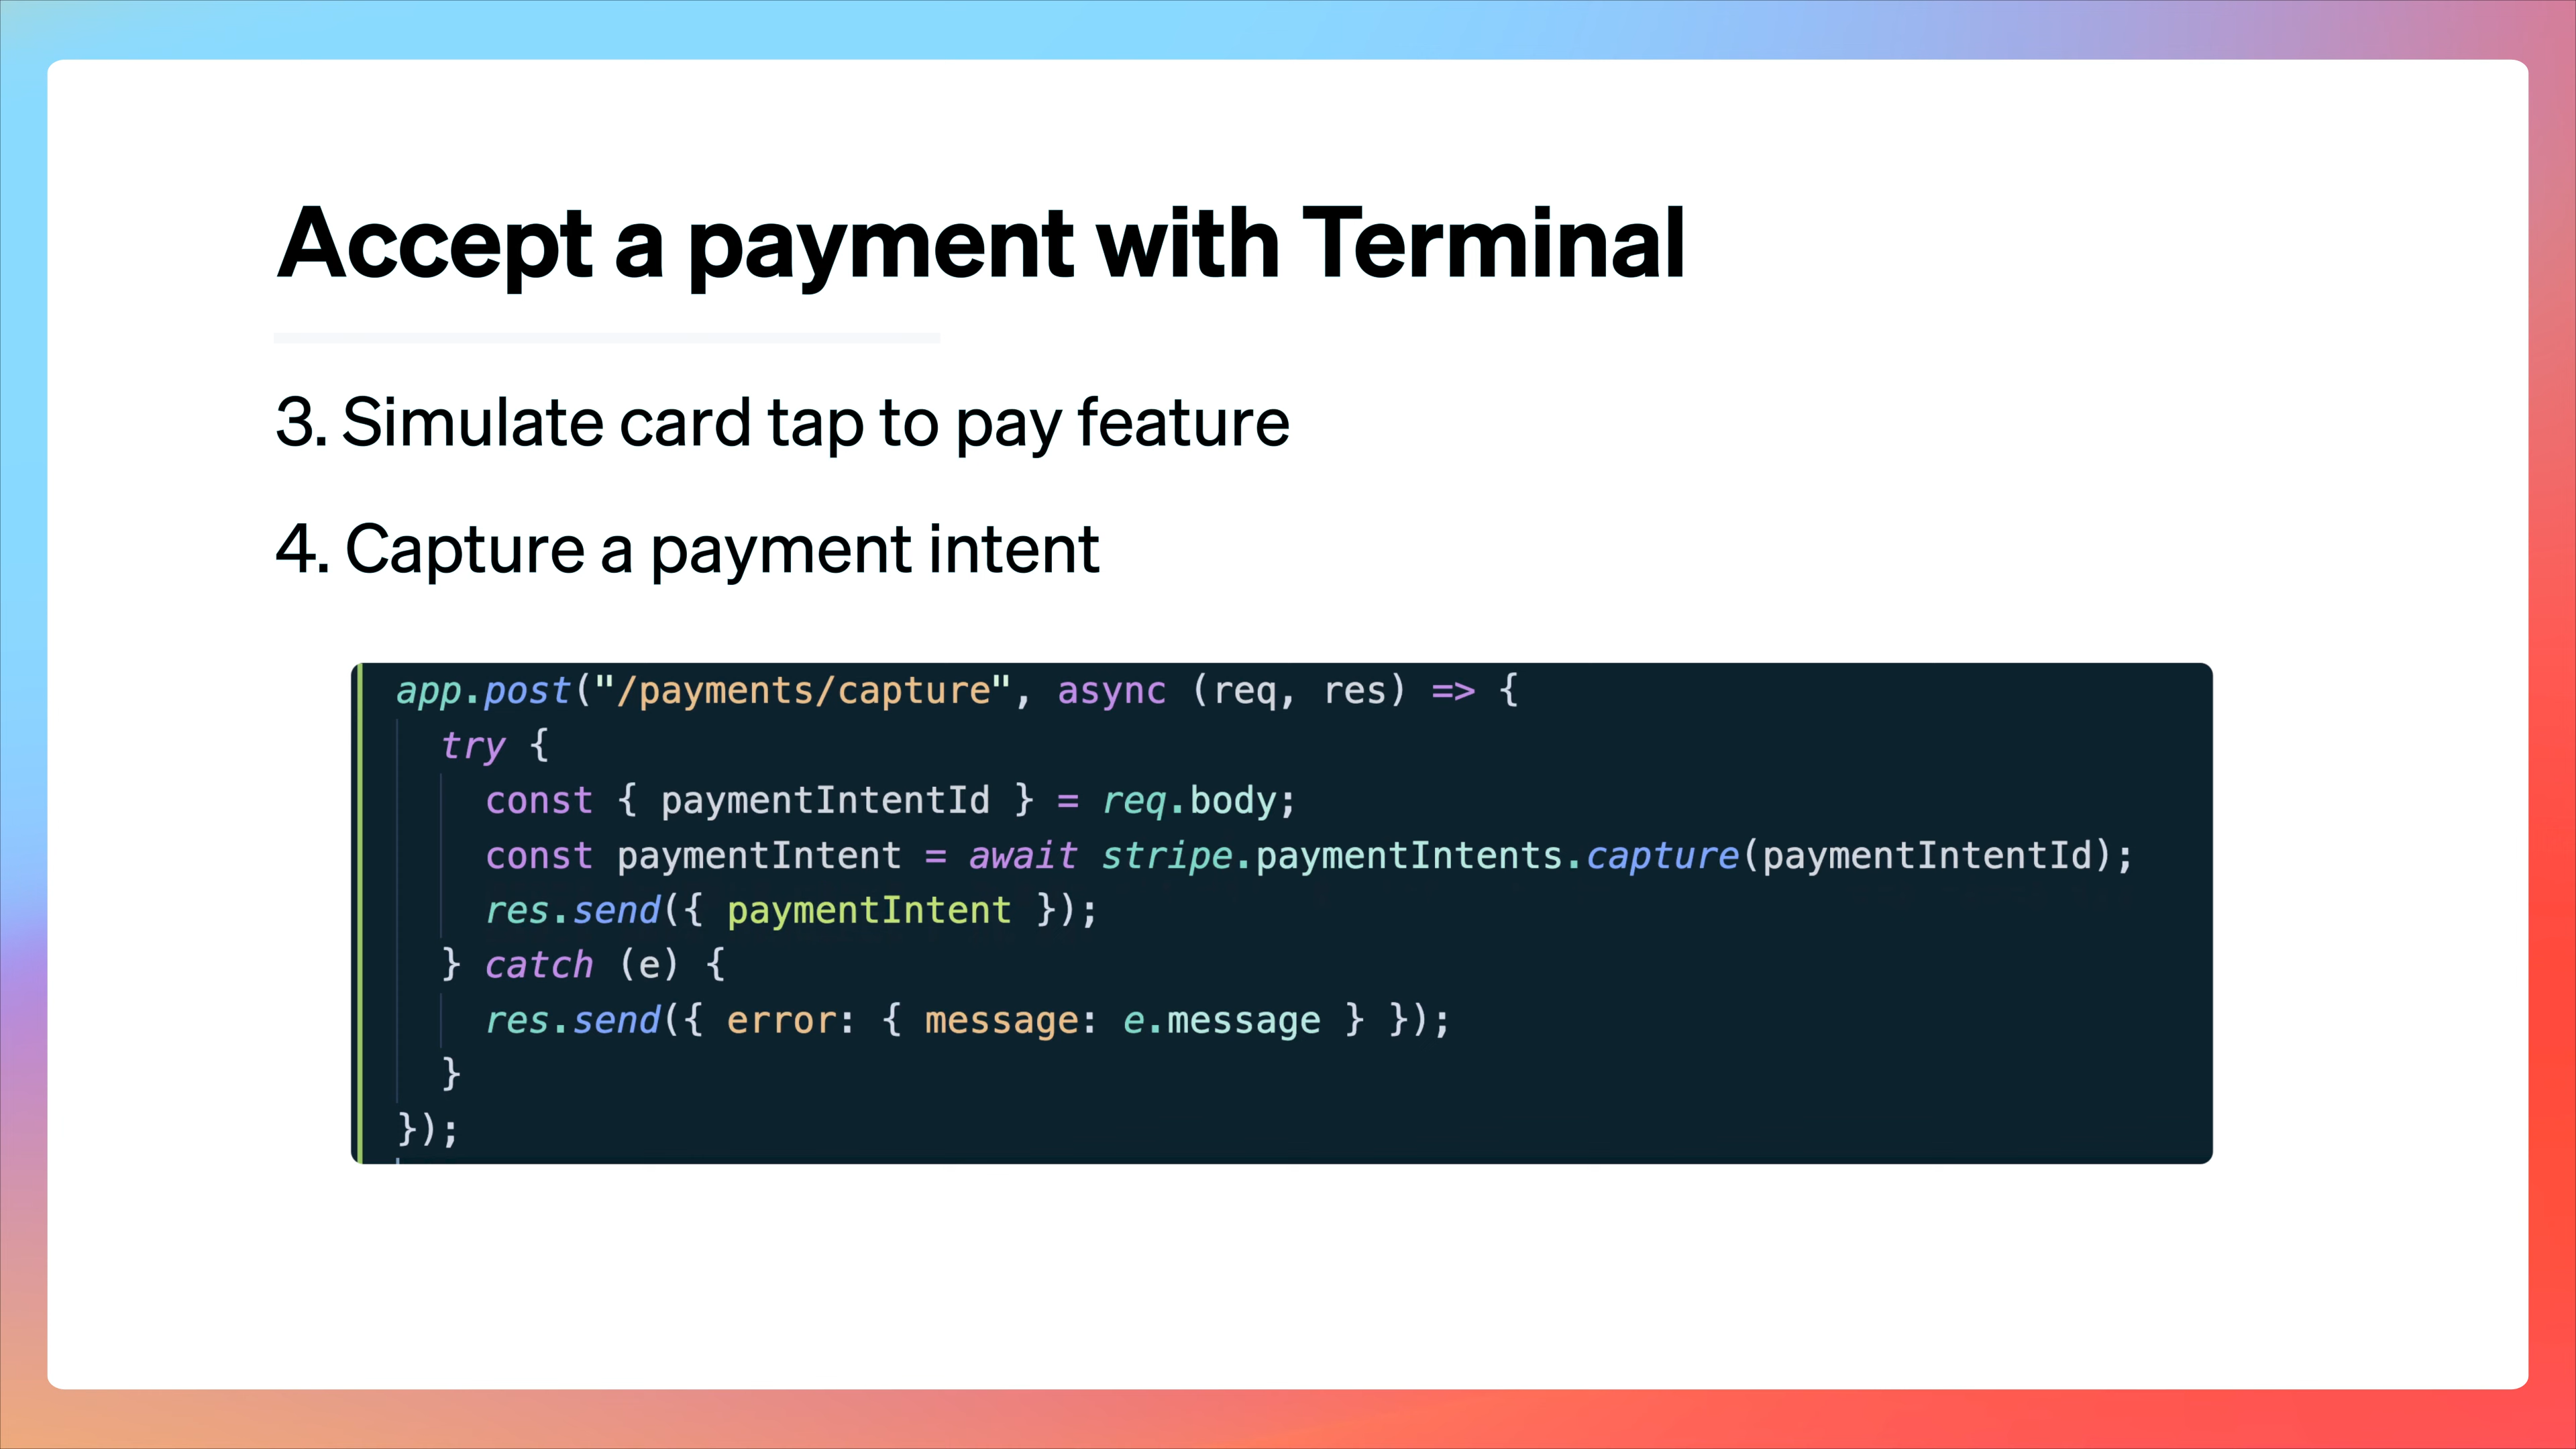 Accept a payment with Terminal
3. Simulate card tap to pay feature
4. Capture a payment intent
app.post("/payments/capture", async (req, res) => {
  try {
    const { paymentIntentId } = req.body;
    const paymentIntent = await stripe.paymentIntents.capture(paymentIntentId);
    res.send({ paymentIntent });
  } catch (e) {
    res.send({ error: { message: e.message } });
  }
});